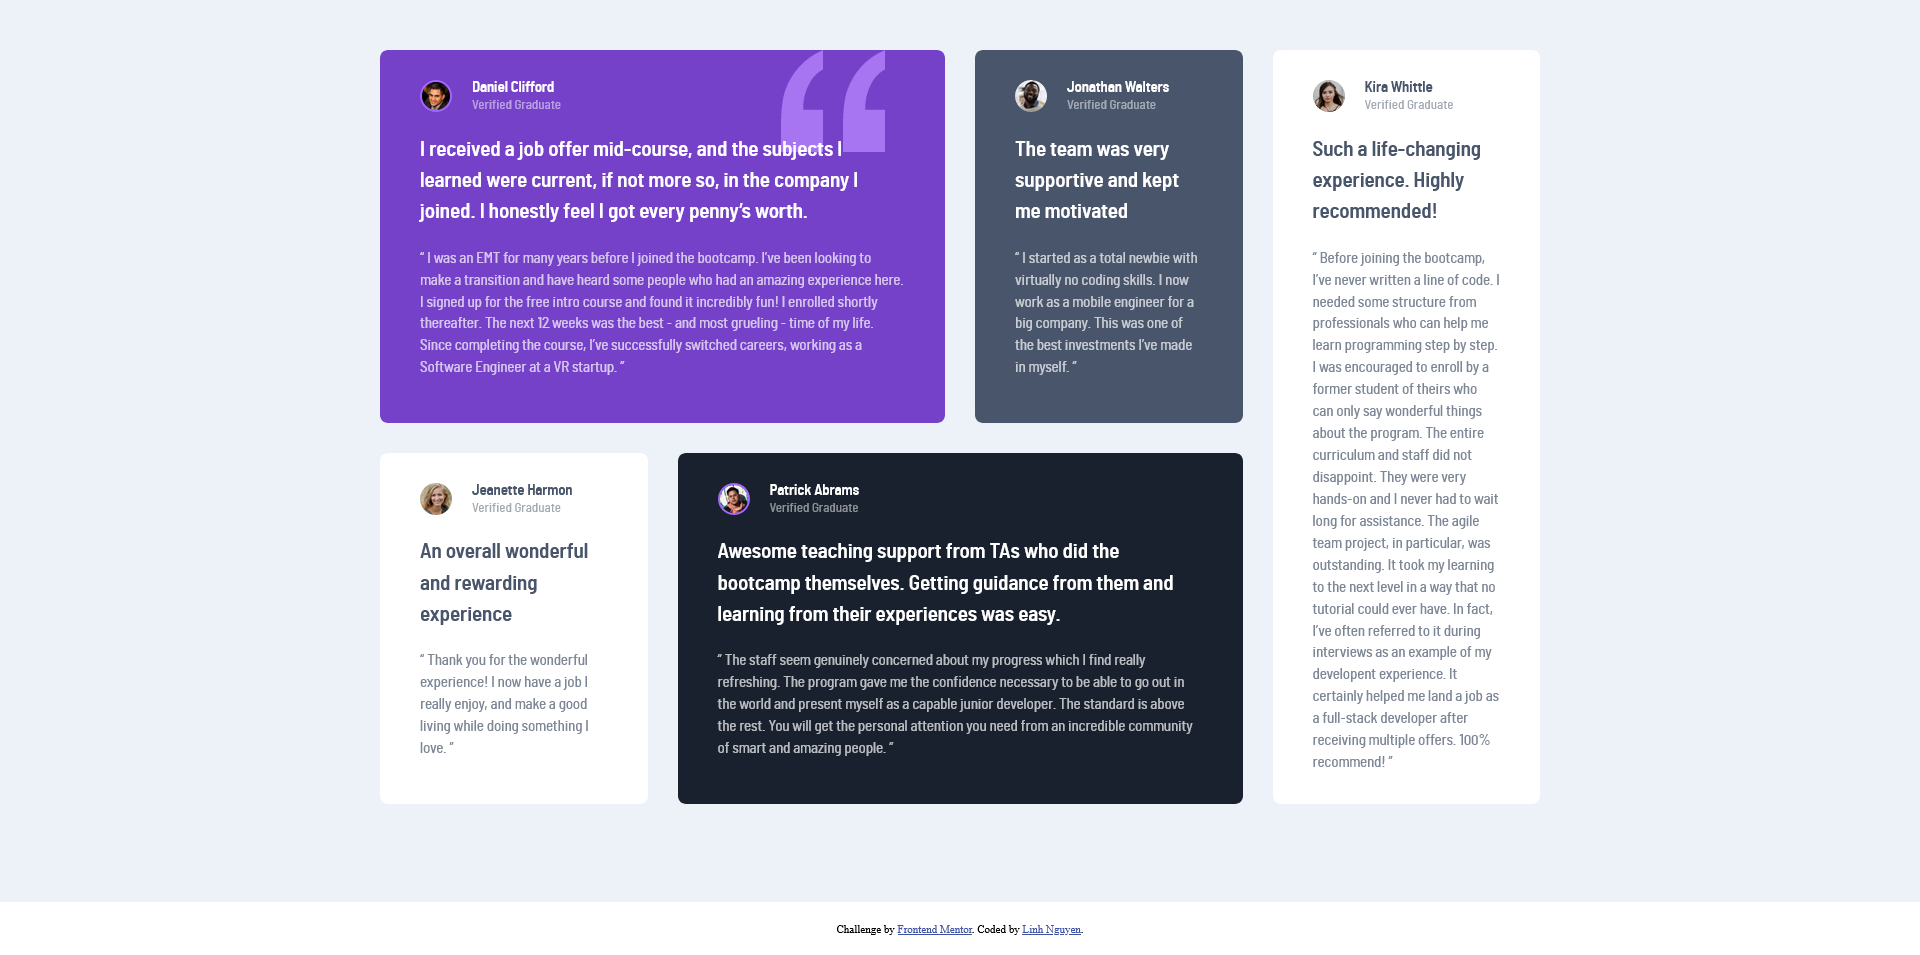 Daniel Clifford
Verified Graduate
I received a job offer mid-course, and the subjects I
learned were current, if not more so, in the company I
joined. I honestly feel I got every penny’s worth.
“ I was an EMT for many years before I joined the bootcamp. I’ve been looking to
make a transition and have heard some people who had an amazing experience here.
I signed up for the free intro course and found it incredibly fun! I enrolled shortly
thereafter. The next 12 weeks was the best - and most grueling - time of my life.
Since completing the course, I’ve successfully switched careers, working as a
Software Engineer at a VR startup. ”
Jonathan Walters
Verified Graduate
The team was very
supportive and kept
me motivated
“ I started as a total newbie with
virtually no coding skills. I now
work as a mobile engineer for a
big company. This was one of
the best investments I’ve made
in myself. ”
Kira Whittle
Verified Graduate
Such a life-changing
experience. Highly
recommended!
“ Before joining the bootcamp,
I’ve never written a line of code. I
needed some structure from
professionals who can help me
learn programming step by step.
I was encouraged to enroll by a
former student of theirs who
can only say wonderful things
about the program. The entire
curriculum and staff did not
disappoint. They were very
hands-on and I never had to wait
long for assistance. The agile
team project, in particular, was
outstanding. It took my learning
to the next level in a way that no
tutorial could ever have. In fact,
I’ve often referred to it during
interviews as an example of my
developent experience. It
certainly helped me land a job as
a full-stack developer after
receiving multiple offers. 100%
recommend! ”
Jeanette Harmon
Verified Graduate
An overall wonderful
and rewarding
experience
“ Thank you for the wonderful
experience! I now have a job I
really enjoy, and make a good
living while doing something I
love. ”
Patrick Abrams
Verified Graduate
Awesome teaching support from TAs who did the
bootcamp themselves. Getting guidance from them and
learning from their experiences was easy.
“ The staff seem genuinely concerned about my progress which I find really
refreshing. The program gave me the confidence necessary to be able to go out in
the world and present myself as a capable junior developer. The standard is above
the rest. You will get the personal attention you need from an incredible community
of smart and amazing people. ”
Challenge by Frontend Mentor. Coded by Linh Nguyen.